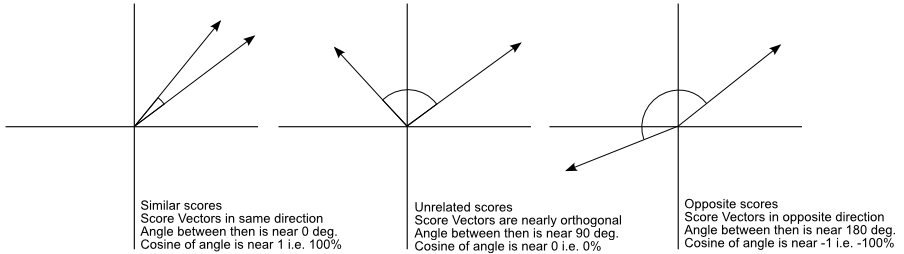 Similar scores
Score Vectors in same direction
Angle between then is near 0 deg.
Cosine of angle is near 1 i.e. 100%
Unrelated scores
Score Vectors are nearly orthogonal
Angle between then is near 90 deg.
Cosine of angle is near 0 i.e. 0%
Opposite scores
Score Vectors in opposite direction
Angle between then is near 180 deg.
Cosine of angle is near -1 i.e. -100%